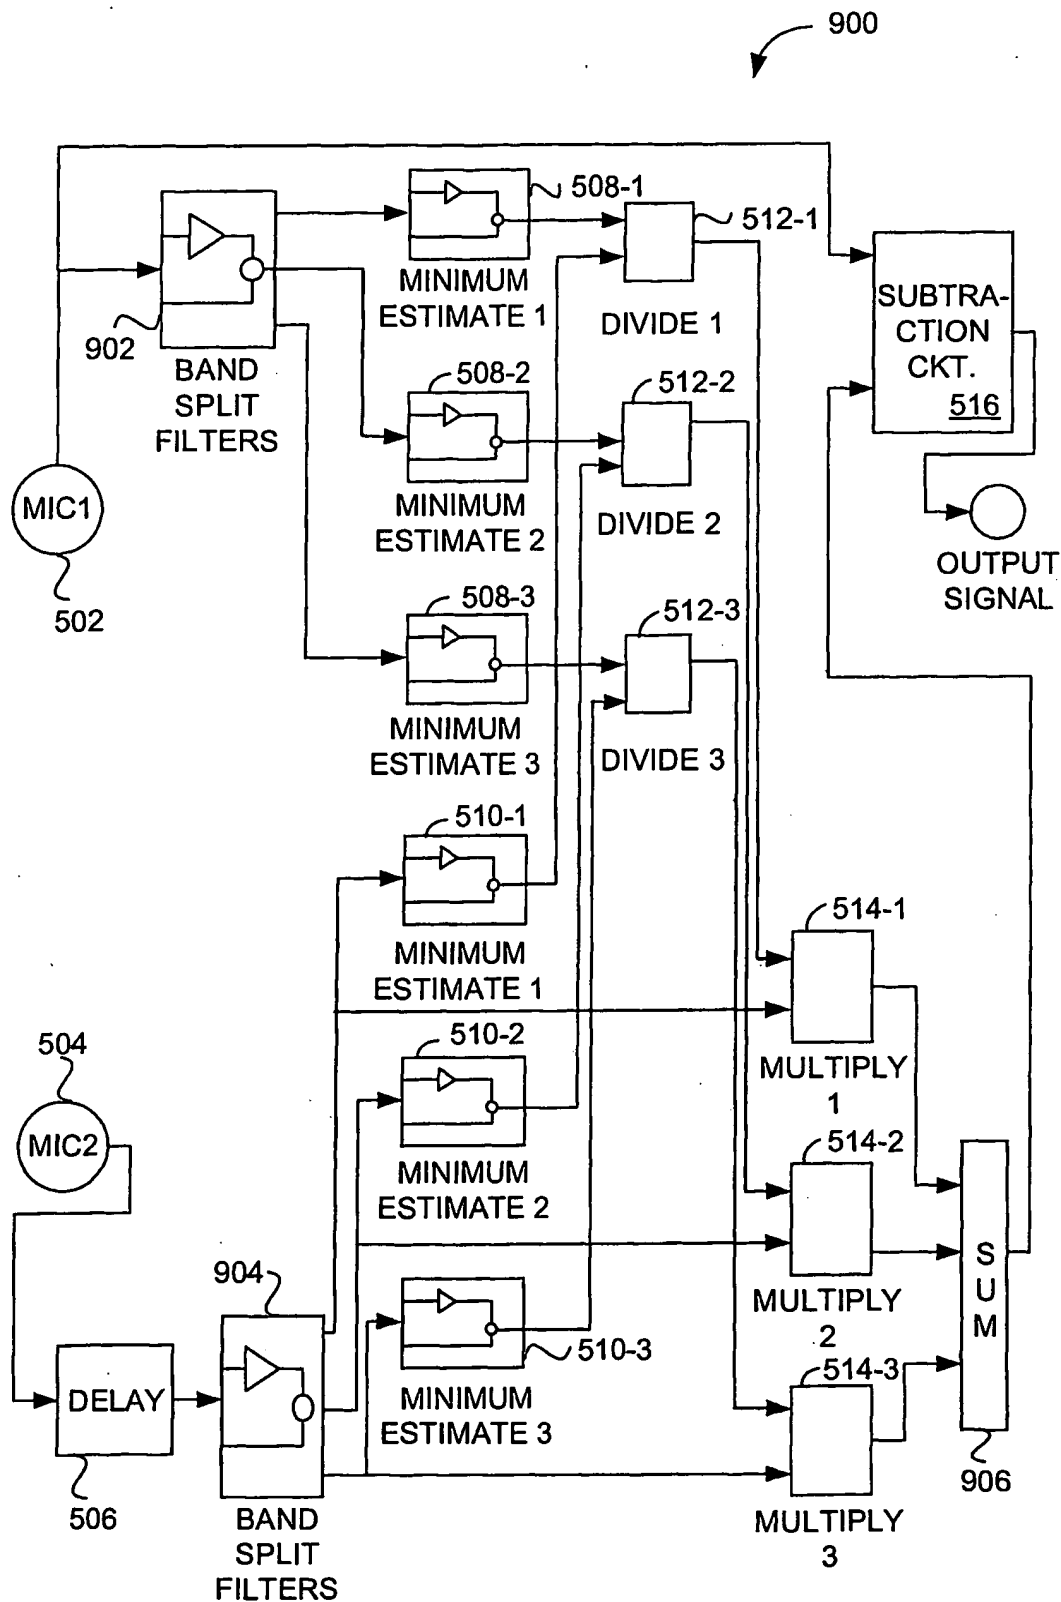 900
508-1
512-1
MINIMUM
ESTIMATE 1
DIVIDE 1
SUBTRA-
CTION
CKT.
516
902
BAND
SPLIT
FILTERS
508-2
512-2
MIC1
502
MINIMUM
ESTIMATE 2
DIVIDE 2
OUTPUT
SIGNAL
508-3
512-3
MINIMUM
ESTIMATE 3
DIVIDE 3
510-1
MINIMUM
ESTIMATE 1
514-1
MULTIPLY
1
504
MIC2
510-2
MINIMUM
ESTIMATE 2
514-2
MULTIPLY
2
S
U
M
906
904
510-3
MINIMUM
ESTIMATE 3
514-3
MULTIPLY
3
DELAY
506
BAND
SPLIT
FILTERS